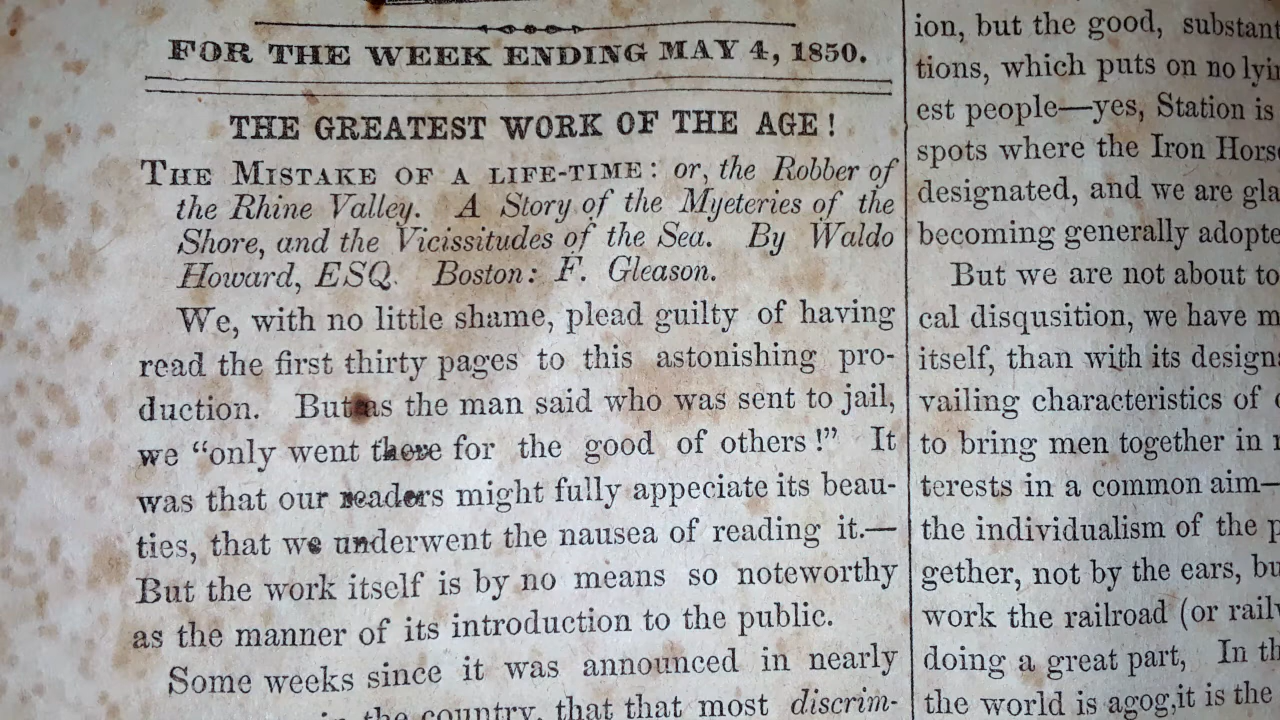 FOR THE WEEK ENDING MAY 4, 1850.
THE GREATEST WORK OF THE AGE!
THE MISTAKE OF A LIFE-TIME: or, the Robber of
the Rhine Valley. A Story of the Myeteries of the
Shore, and the Vicissitudes of the Sea. By Waldo
Howard, ESQ. Boston: F. Gleason.
We, with no little shame, plead guilty of having
read the first thirty pages to this astonishing pro-
duction. But as the man said who was sent to jail,
we “only went there for the good of others!” It
was that our readers might fully appeciate its beau-
ties, that we underwent the nausea of reading it.—
But the work itself is by no means so noteworthy
as the manner of its introduction to the public.
Some weeks since it was announced in nearly
in the country, that that most discrim-
ion, but the good, substant
tions, which puts on no lyin
est people—yes, Station is
spots where the Iron Horse
designated, and we are gla
becoming generally adopte
But we are not about to
cal disqusition, we have m
itself, than with its design
vailing characteristics of
to bring men together in
terests in a common aim—
the individualism of the p
gether, not by the ears, bu
work the railroad (or rail
doing a great part, In th
the world is agog, it is the